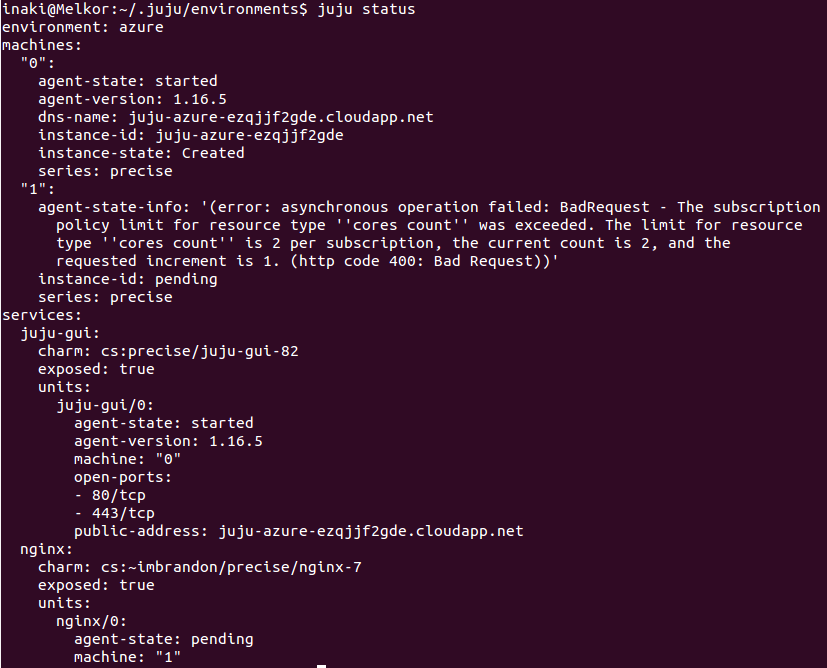 inaki@Melkor:~/.juju/environments$ juju status
environment: azure
machines:
  "0":
    agent-state: started
    agent-version: 1.16.5
    dns-name: juju-azure-ezqjjf2gde.cloudapp.net
    instance-id: juju-azure-ezqjjf2gde
    instance-state: Created
    series: precise
  "1":
    agent-state-info: '(error: asynchronous operation failed: BadRequest - The subscription
      policy limit for resource type ''cores count'' was exceeded. The limit for resource
      type ''cores count'' is 2 per subscription, the current count is 2, and the
      requested increment is 1. (http code 400: Bad Request))'
    instance-id: pending
    series: precise
services:
  juju-gui:
    charm: cs:precise/juju-gui-82
    exposed: true
    units:
      juju-gui/0:
        agent-state: started
        agent-version: 1.16.5
        machine: "0"
        open-ports:
        - 80/tcp
        - 443/tcp
        public-address: juju-azure-ezqjjf2gde.cloudapp.net
  nginx:
    charm: cs:~imbrandon/precise/nginx-7
    exposed: true
    units:
      nginx/0:
        agent-state: pending
        machine: "1"